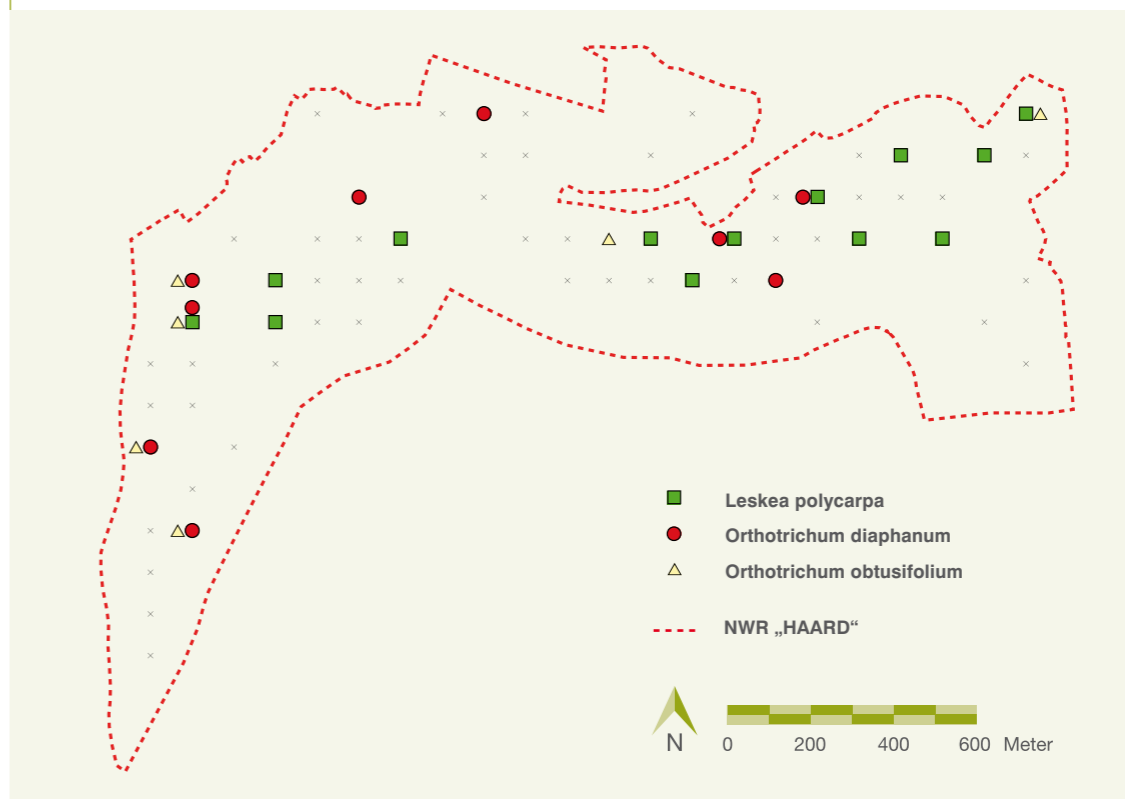 Leskea polycarpa
Orthotrichum diaphanum
Orthotrichum obtusifolium
NWR „HAARD“
N
0 200 400 600 Meter